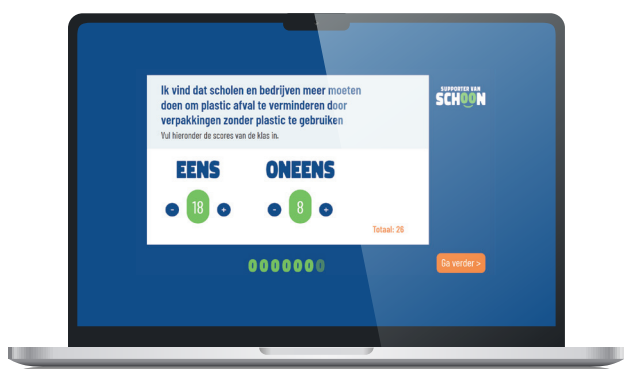 Ik vind dat scholen en bedrijven meer moeten
doen om plastic afval te verminderen door
verpakkingen zonder plastic te gebruiken
Vul hieronder de scores van de klas in.
SUPPORTER VAN
SCHOON
EENS ONEENS
- 18 + - 8 +
Totaal: 26
Ga verder >